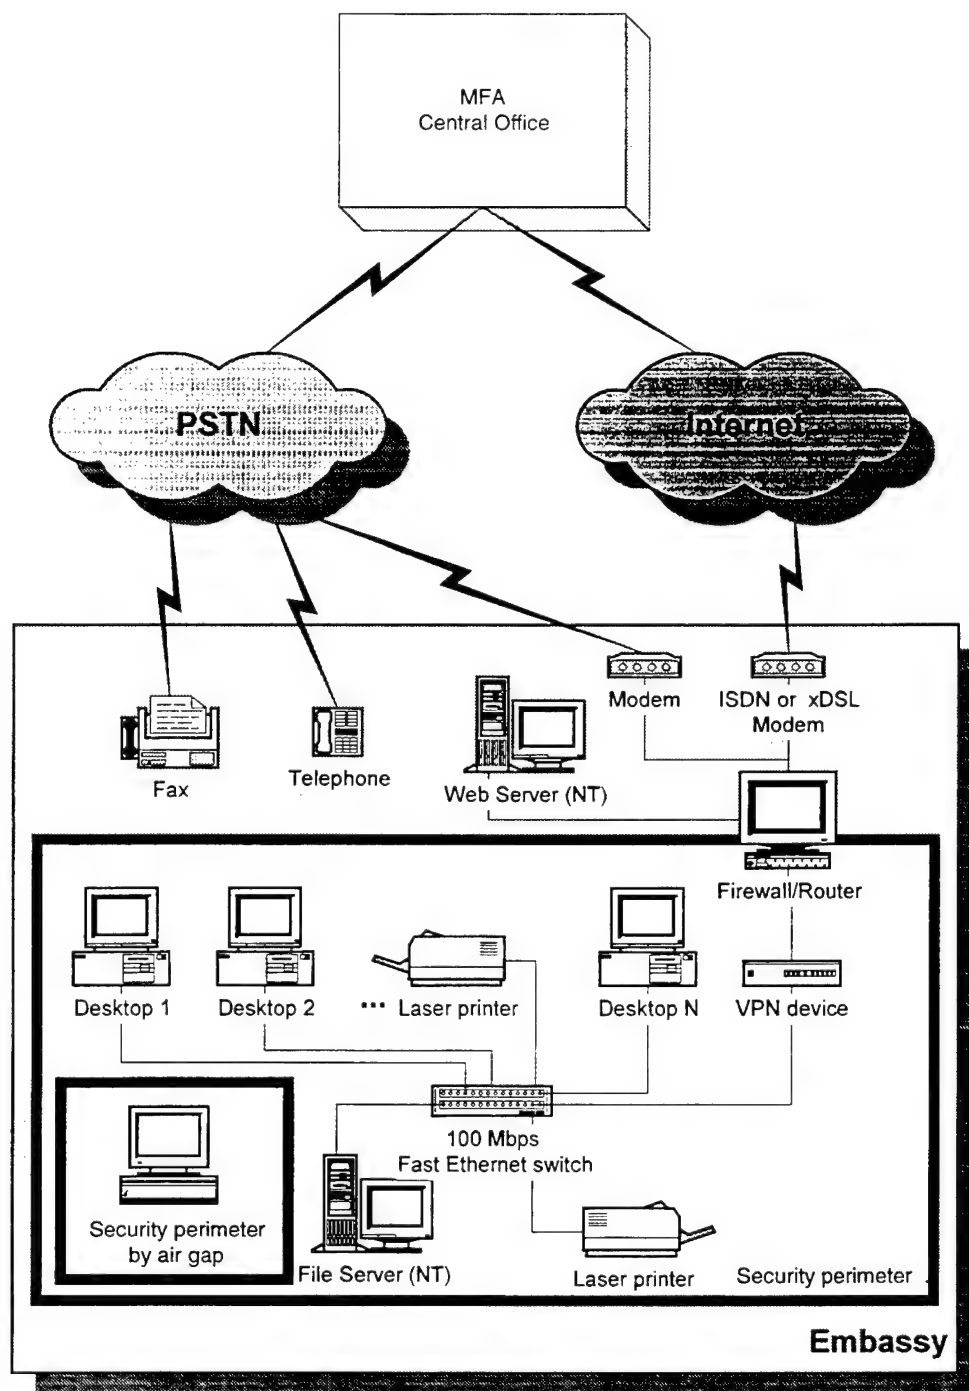 MFA
Central Office
PSTN
Internet
Modem
ISDN or xDSL
Modem
Fax
Telephone
Web Server (NT)
Firewall/Router
Desktop 1
Desktop 2
... Laser printer
Desktop N
VPN device
100 Mbps
Fast Ethernet switch
Security perimeter
by air gap
File Server (NT)
Laser printer
Security perimeter
Embassy